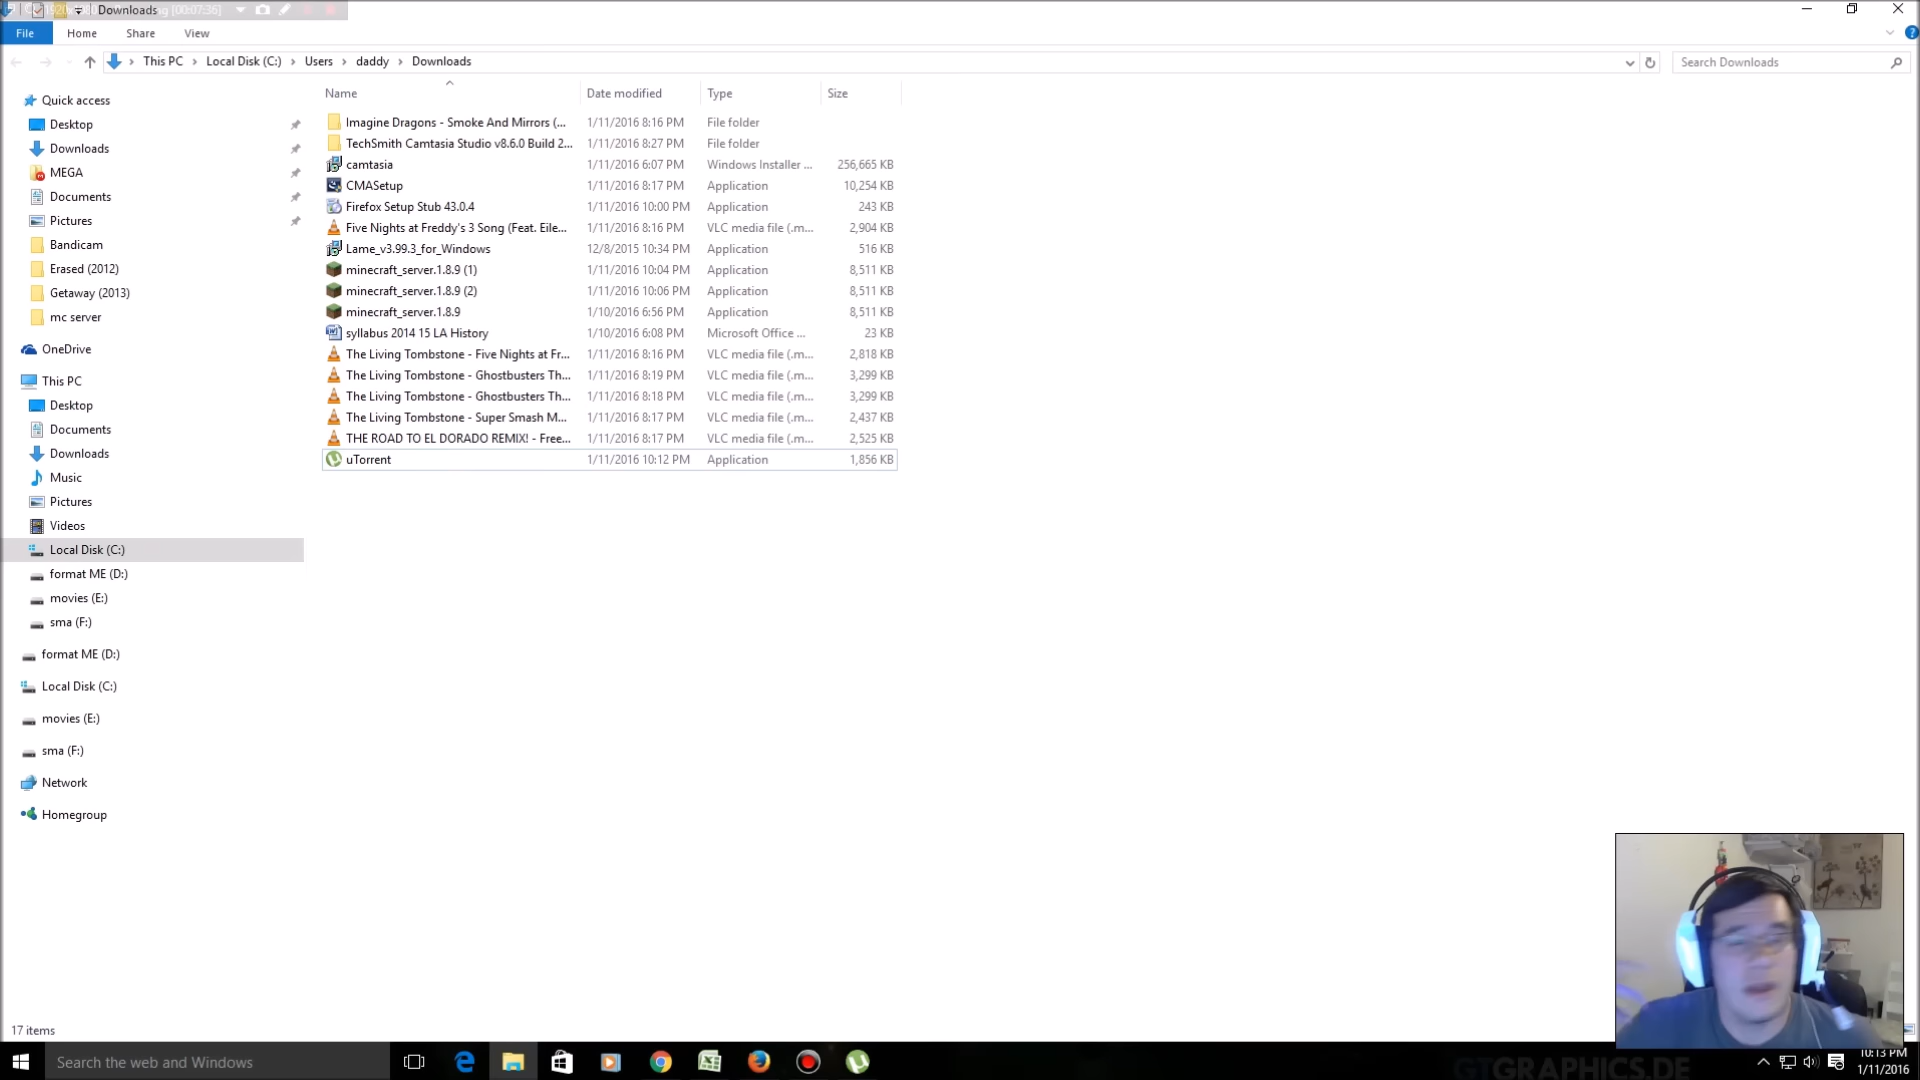 [00:07:36]
Downloads
File Home Share View
This PC Local Disk (C:) Users daddy Downloads
Search Downloads
Name Date modified Type Size
Quick access
Desktop
Downloads
MEGA
Documents
Pictures
Bandicam
Erased (2012)
Getaway (2013)
mc server
OneDrive
This PC
Desktop
Documents
Downloads
Music
Pictures
Videos
Local Disk (C:)
format ME (D:)
movies (E:)
sma (F:)
format ME (D:)
Local Disk (C:)
movies (E:)
sma (F:)
Network
Homegroup
Imagine Dragons - Smoke And Mirrors (... 1/11/2016 8:16 PM File folder
TechSmith Camtasia Studio v8.6.0 Build 2... 1/11/2016 8:27 PM File folder
camtasia 1/11/2016 6:07 PM Windows Installer ... 256,665 KB
CMASetup 1/11/2016 8:17 PM Application 10,254 KB
Firefox Setup Stub 43.0.4 1/11/2016 10:00 PM Application 243 KB
Five Nights at Freddy's 3 Song (Feat. Eile... 1/11/2016 8:16 PM VLC media file (.m... 2,904 KB
Lame_v3.99.3_for_Windows 12/8/2015 10:34 PM Application 516 KB
minecraft_server.1.8.9 (1) 1/11/2016 10:04 PM Application 8,511 KB
minecraft_server.1.8.9 (2) 1/11/2016 10:06 PM Application 8,511 KB
minecraft_server.1.8.9 1/10/2016 6:56 PM Application 8,511 KB
syllabus 2014 15 LA History 1/10/2016 6:08 PM Microsoft Office ... 23 KB
The Living Tombstone - Five Nights at Fr... 1/11/2016 8:16 PM VLC media file (.m... 2,818 KB
The Living Tombstone - Ghostbusters Th... 1/11/2016 8:19 PM VLC media file (.m... 3,299 KB
The Living Tombstone - Ghostbusters Th... 1/11/2016 8:18 PM VLC media file (.m... 3,299 KB
The Living Tombstone - Super Smash M... 1/11/2016 8:17 PM VLC media file (.m... 2,437 KB
THE ROAD TO EL DORADO REMIX! - Free... 1/11/2016 8:17 PM VLC media file (.m... 2,525 KB
uTorrent 1/11/2016 10:12 PM Application 1,856 KB
17 items
Search the web and Windows
GTGRAPHICS.DE
10:13 PM
1/11/2016